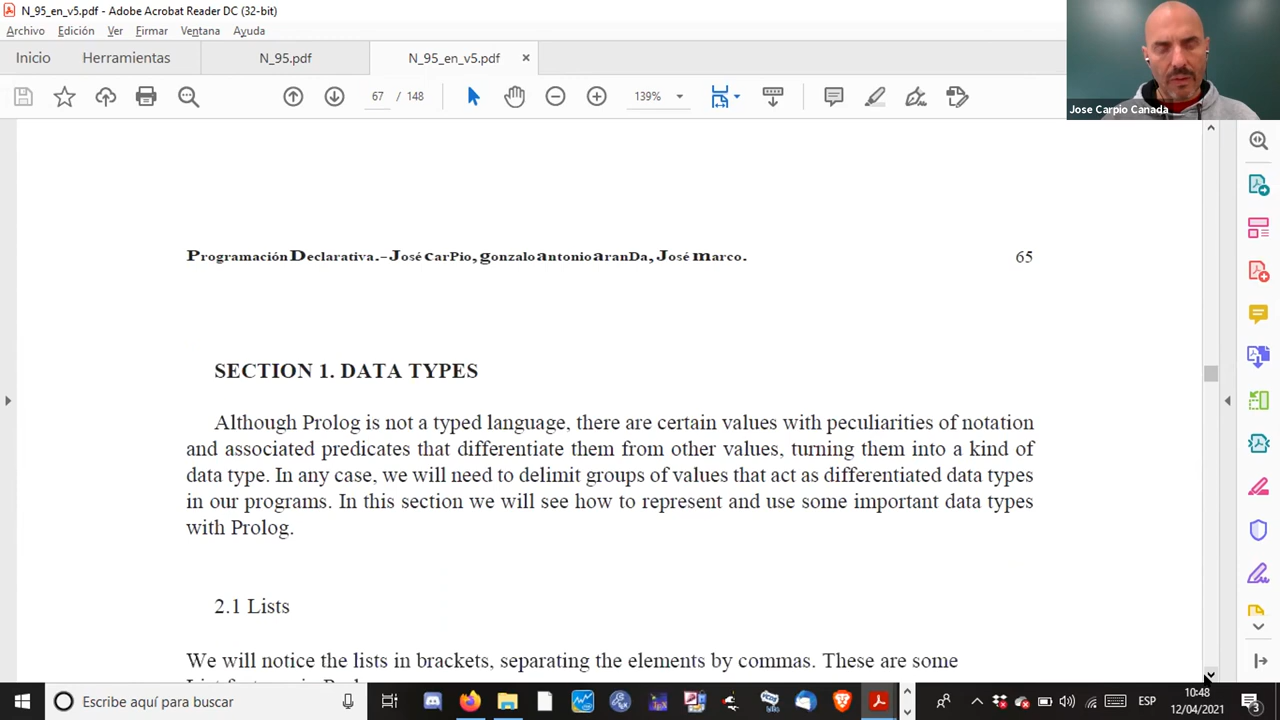 N_95_en_v5.pdf - Adobe Acrobat Reader DC (32-bit)
Archivo Edición Ver Firmar Ventana Ayuda
Inicio Herramientas N_95.pdf N_95_en_v5.pdf ×
67 / 148 139%
Jose Carpio Canada
Programación Declarativa.–José carPio, gonzalo antonio aranDa, José marco. 65
SECTION 1. DATA TYPES
Although Prolog is not a typed language, there are certain values with peculiarities of notation
and associated predicates that differentiate them from other values, turning them into a kind of
data type. In any case, we will need to delimit groups of values that act as differentiated data types
in our programs. In this section we will see how to represent and use some important data types
with Prolog.
2.1 Lists
We will notice the lists in brackets, separating the elements by commas. These are some
Escribe aquí para buscar
ESP
10:48
12/04/2021
3